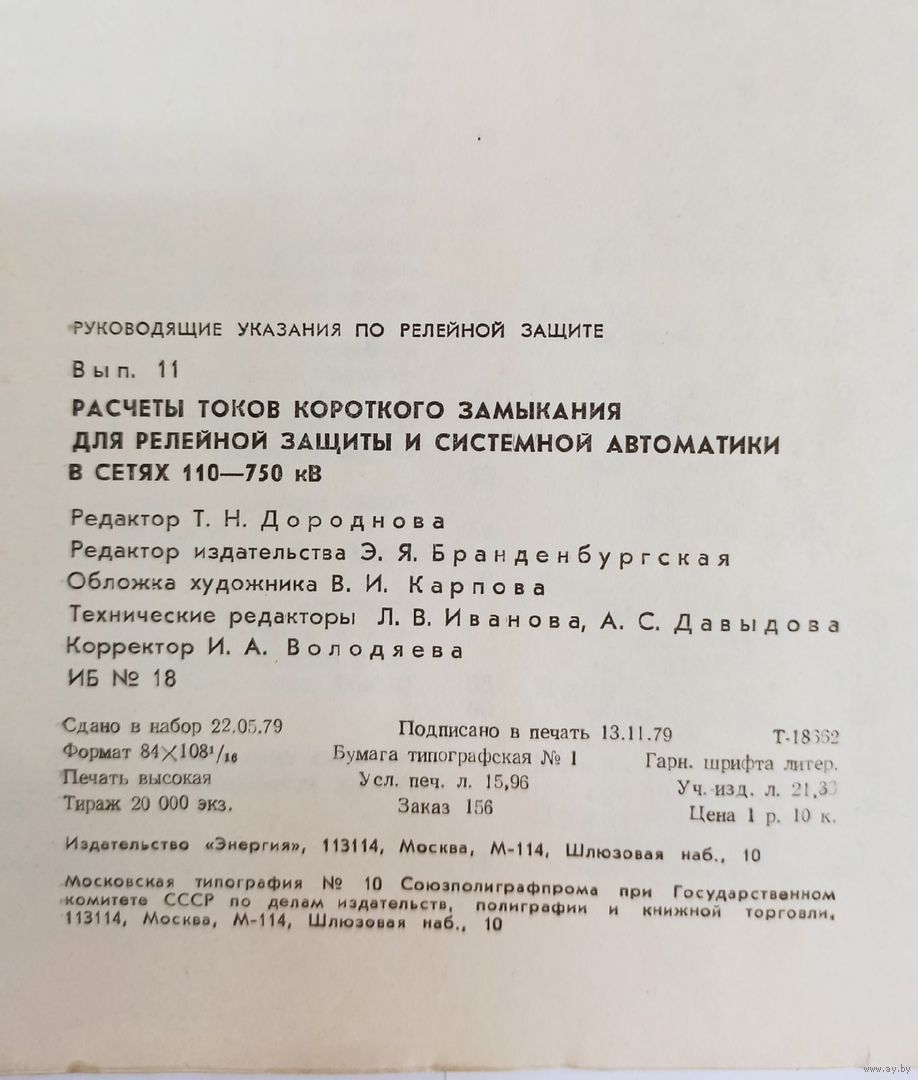 РУКОВОДЯЩИЕ УКАЗАНИЯ ПО РЕЛЕЙНОЙ ЗАЩИТЕ
Вып. 11
РАСЧЕТЫ ТОКОВ КОРОТКОГО ЗАМЫКАНИЯ
ДЛЯ РЕЛЕЙНОЙ ЗАЩИТЫ И СИСТЕМНОЙ АВТОМАТИКИ
В СЕТЯХ 110—750 кВ
Редактор Т. Н. Дороднова
Редактор издательства Э. Я. Бранденбургская
Обложка художника В. И. Карпова
Технические редакторы Л. В. Иванова, А. С. Давыдова
Корректор И. А. Володяева
ИБ № 18
Сдано в набор 22.05.79 Подписано в печать 13.11.79
Формат 84×108¹/₁₆ Бумага типографская № 1 Гарн. шрифта литер.
Печать высокая Усл. печ. л. 15,96 Уч.-изд. л.
Тираж 20 000 экз. Заказ 156 Цена 1 р. 10 к.
Издательство «Энергия», 113114, Москва, М-114, Шлюзовая наб., 10
Московская типография № 10 Союзполиграфпрома при Государственном
комитете СССР по делам издательств, полиграфии и книжной торговли,
113114, Москва, М-114, Шлюзовая наб., 10
www.ay.by